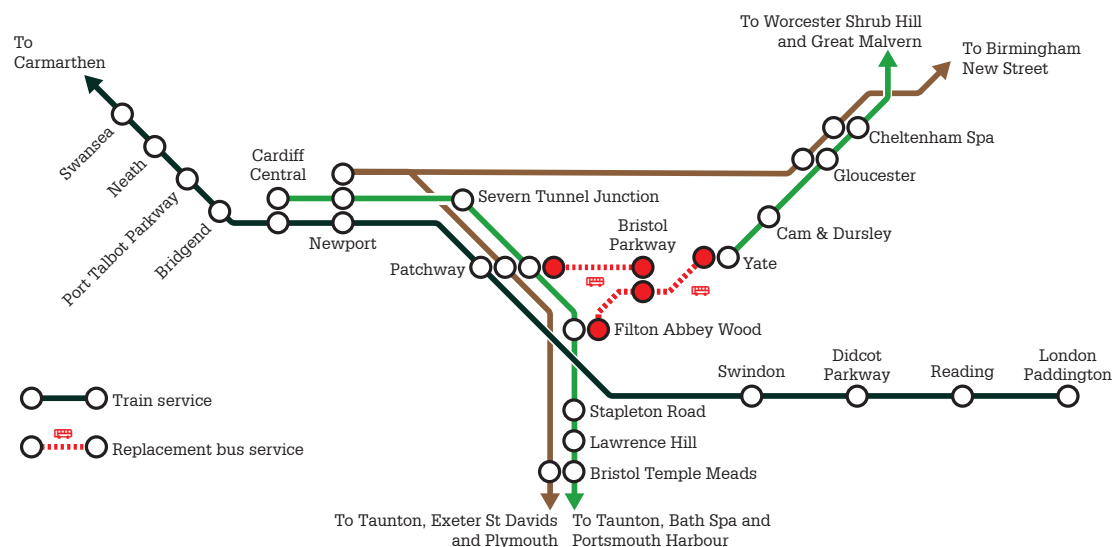 To Worcester Shrub Hill
and Great Malvern
To
Carmarthen
To Birmingham
New Street
Swansea
Neath
Port Talbot Parkway
Bridgend
Cardiff
Central
Cheltenham Spa
Gloucester
Severn Tunnel Junction
Newport
Bristol
Parkway
Cam & Dursley
Patchway
Yate
Filton Abbey Wood
Swindon
Didcot
Parkway
Reading
London
Paddington
Train service
Stapleton Road
Replacement bus service
Lawrence Hill
Bristol Temple Meads
To Taunton, Exeter St Davids
and Plymouth
To Taunton, Bath Spa and
Portsmouth Harbour